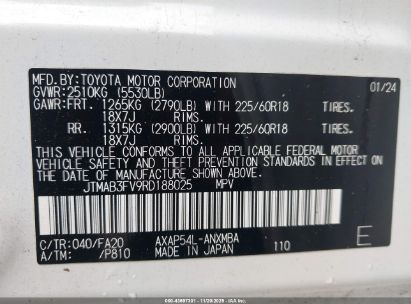 MFD.BY:TOYOTA MOTOR CORPORATION 01/24
GVWR:2510KG (5530LB)
GAWR:FRT. 1265KG (2790LB) WITH 225/60R18 TIRES.
18X7J RIMS.
RR. 1315KG (2900LB) WITH 225/60R18 TIRES.
18X7J RIMS.
THIS VEHICLE CONFORMS TO ALL APPLICABLE FEDERAL MOTOR
VEHICLE SAFETY AND BUMPER STANDARDS IN EFFECT ON
THE DATE OF MANUFACTURE SHOWN ABOVE.
JTMAB3FV9RD188025 MPV
C/TR:040/FA20 AXAP54L-ANXMBA
A/TM: /P810 MADE IN JAPAN 110 E